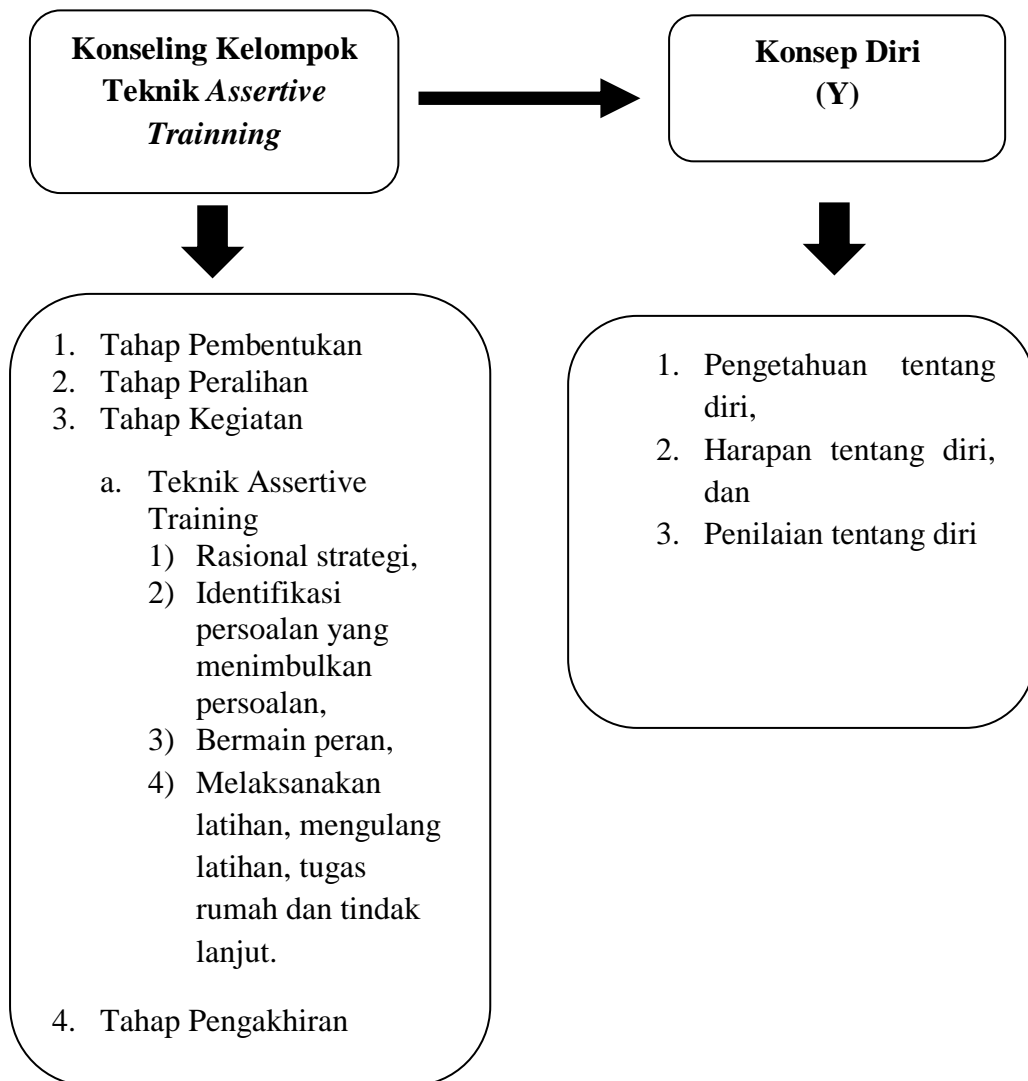 Konseling Kelompok
Teknik Assertive
Trainning
Konsep Diri
(Y)
1. Tahap Pembentukan
2. Tahap Peralihan
3. Tahap Kegiatan
a. Teknik Assertive
Training
1) Rasional strategi,
2) Identifikasi
persoalan yang
menimbulkan
persoalan,
3) Bermain peran,
4) Melaksanakan
latihan, mengulang
latihan, tugas
rumah dan tindak
lanjut.
4. Tahap Pengakhiran
1. Pengetahuan tentang
diri,
2. Harapan tentang diri,
dan
3. Penilaian tentang diri